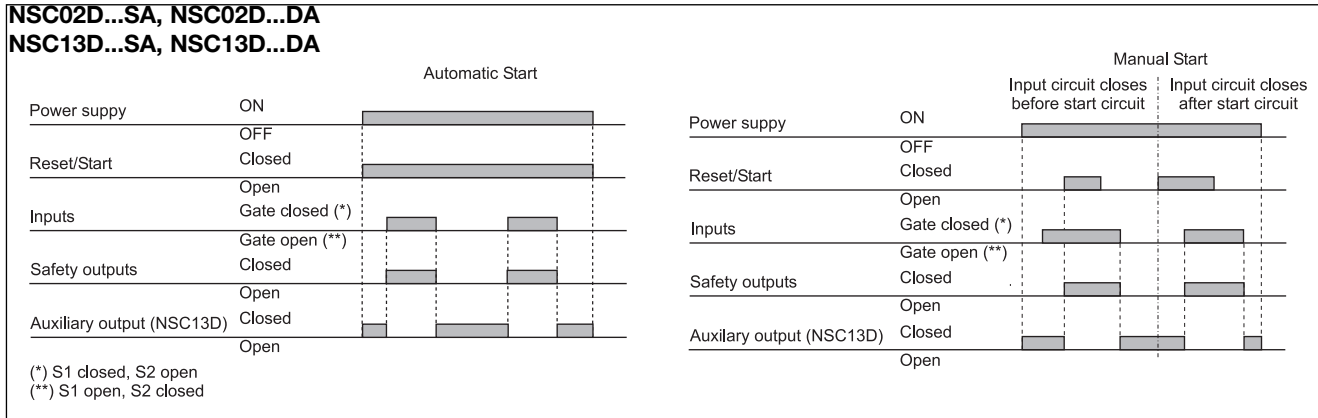 NSC02D...SA, NSC02D...DA
NSC13D...SA, NSC13D...DA
Automatic Start
Power suppy ON
OFF
Reset/Start Closed
Open
Inputs Gate closed (*)
Gate open (**)
Safety outputs Closed
Open
Auxiliary output (NSC13D) Closed
Open
(*) S1 closed, S2 open
(**) S1 open, S2 closed
Manual Start
Input circuit closes Input circuit closes
before start circuit after start circuit
Power suppy ON
OFF
Reset/Start Closed
Open
Inputs Gate closed (*)
Gate open (**)
Safety outputs Closed
Open
Auxilary output (NSC13D) Closed
Open